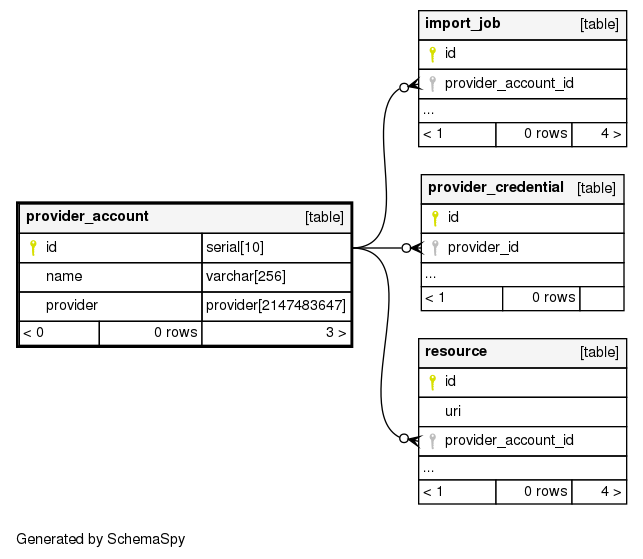 import_job [table]
id
provider_account_id
...
< 1 0 rows 4 >
provider_credential [table]
id
provider_id
...
< 1 0 rows
provider_account [table]
id serial[10]
name varchar[256]
provider provider[2147483647]
< 0 0 rows 3 >
resource [table]
id
uri
provider_account_id
...
< 1 0 rows 4 >
Generated by SchemaSpy